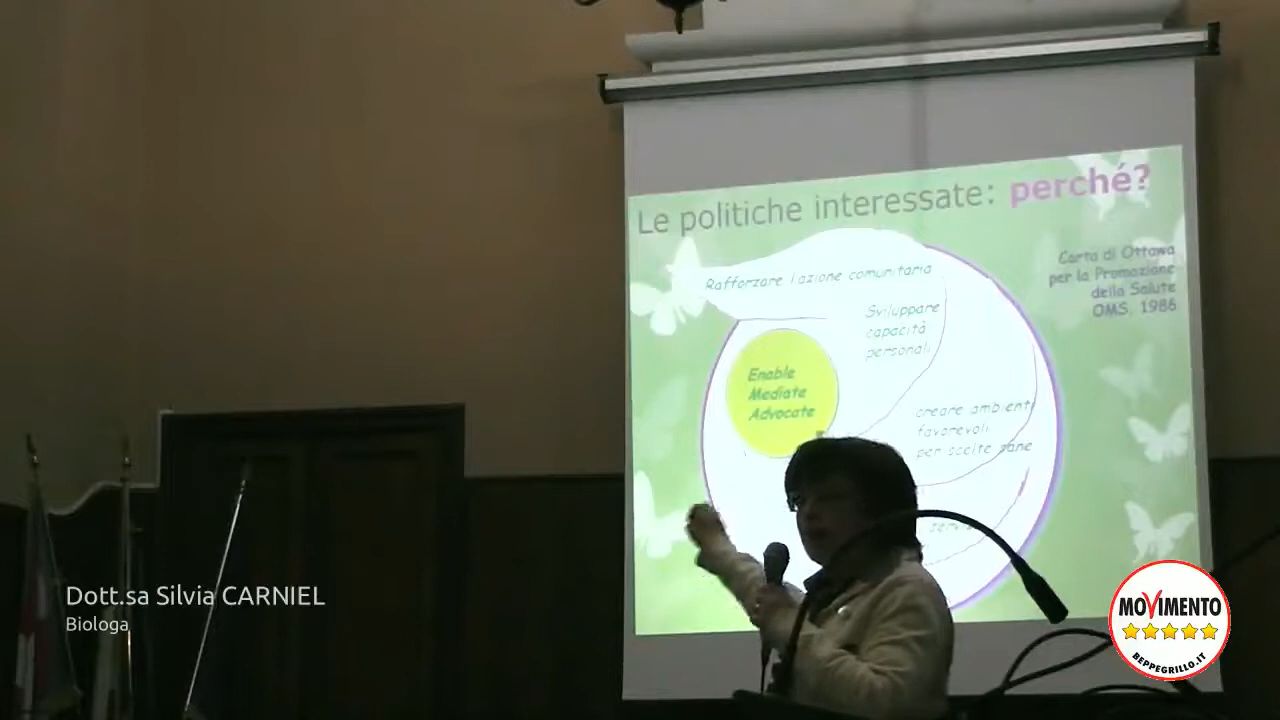 Le politiche interessate: perché?
Carta di Ottawa
per la Promozione
della Salute
OMS, 1986
Rafforzare l'azione comunitaria
Sviluppare
capacità
personali
Enable
Mediate
Advocate
creare ambienti
favorevoli
per scelte sane
Dott.sa Silvia CARNIEL
Biologa
MOVIMENTO
BEPPEGRILLO.IT